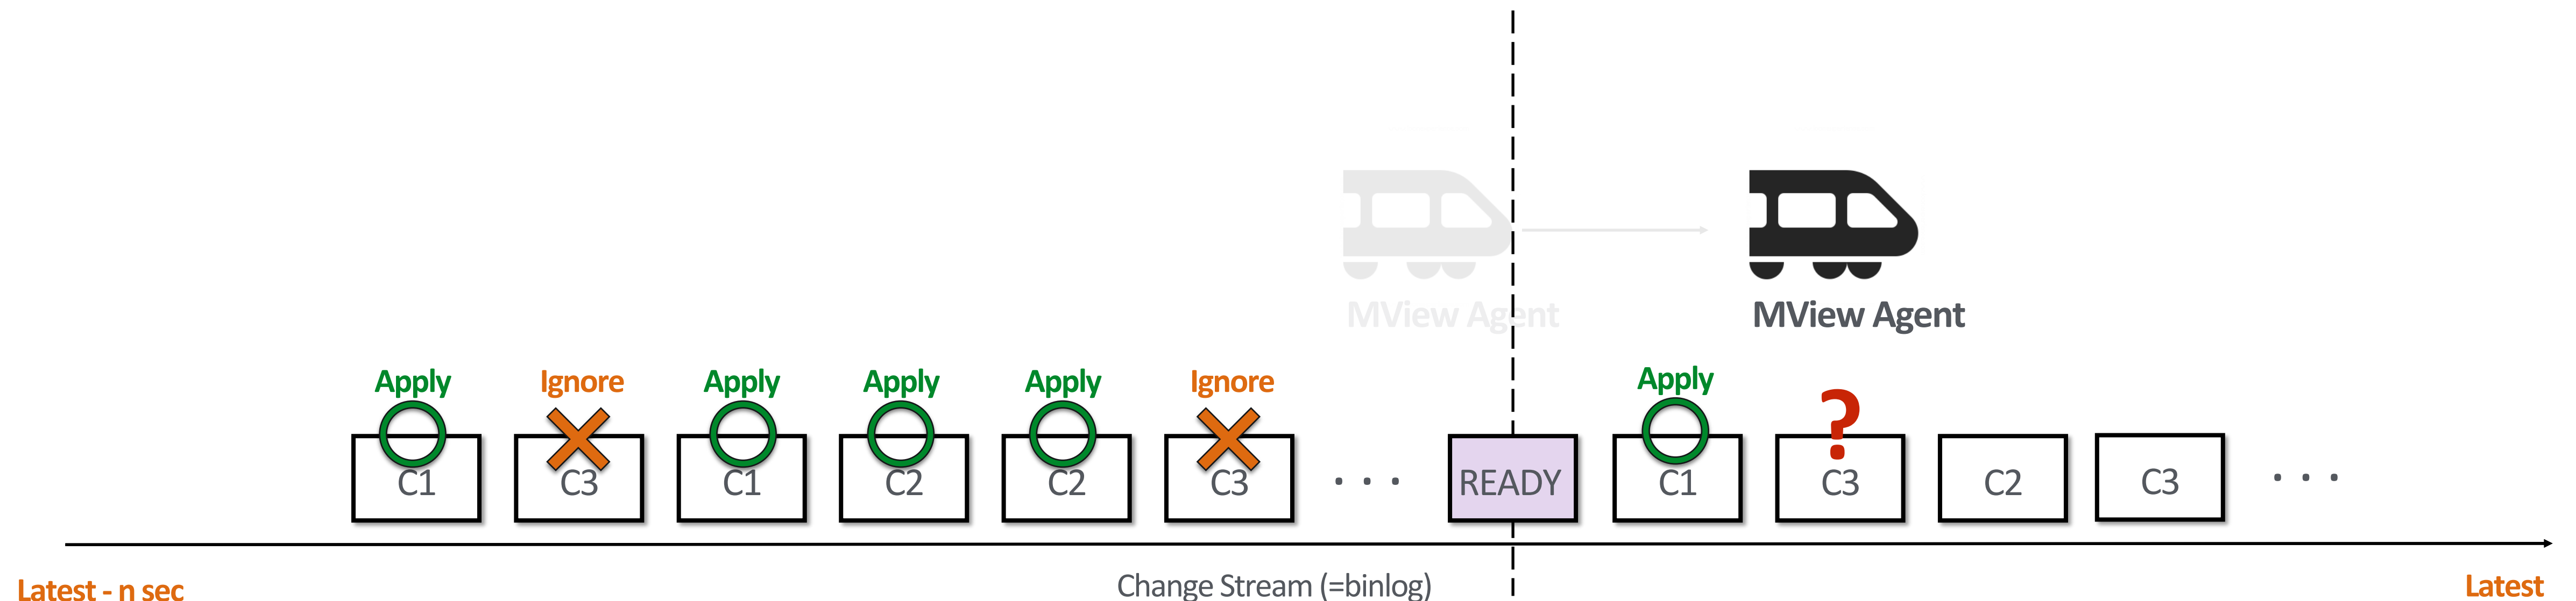 MView Agent
MView Agent
Apply
Ignore
Apply
Apply
Apply
Ignore
Apply
?
C1
C3
C1
C2
C2
C3
. . .
READY
C1
C3
C2
C3
. . .
Latest - n sec
Change Stream (=binlog)
Latest